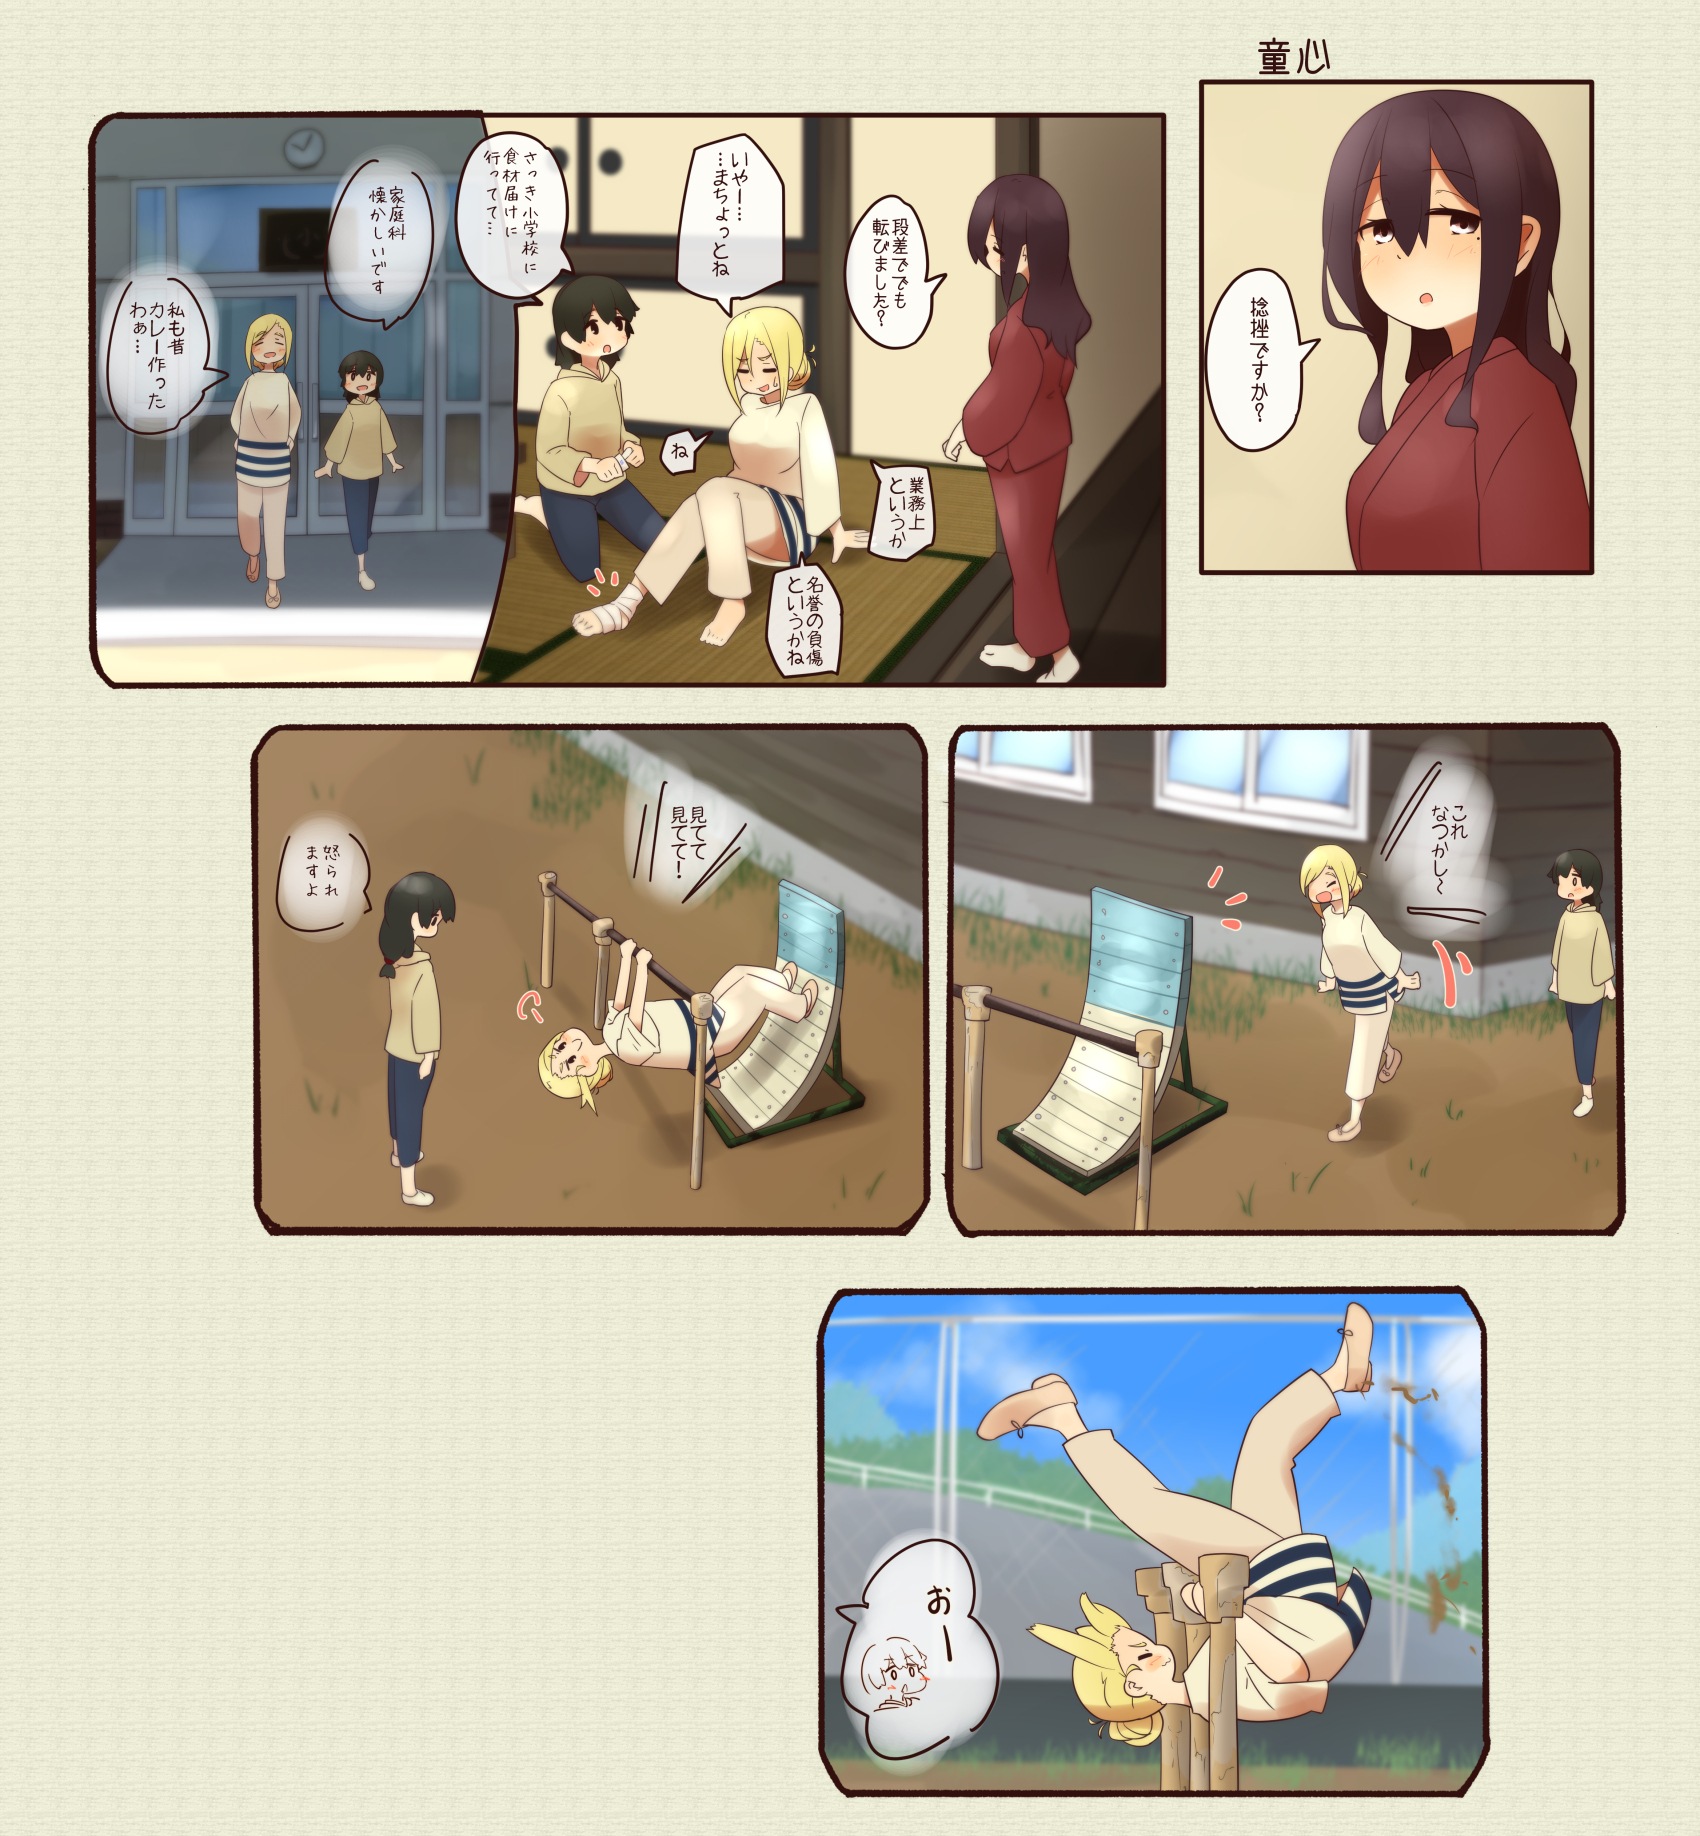 童心
捻挫ですか?
段差ででも
転びました?
いやー…
…まちょっとね
業務上
というか
名誉の負傷
というかね
ね
さっき小学校に
食材届けに
行ってて…
家庭科
懐かしいです
私も昔
カレー作った
わぁ…
これ
なつかし〜
見てて
見てて!
怒られ
ますよ
おー